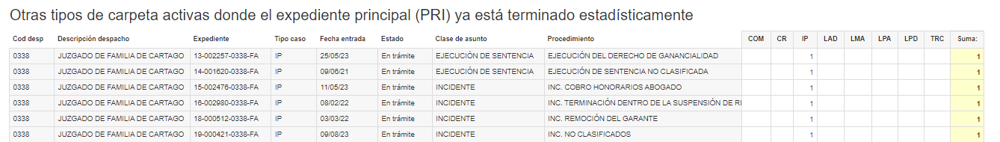 Otras tipos de carpeta activas donde el expediente principal (PRI) ya está terminado estadísticamente
Cod desp Descripción despacho Expediente Tipo caso Fecha entrada Estado Clase de asunto Procedimiento COM CR IP LAD LMA LPA LPD TRC Suma:
0338 JUZGADO DE FAMILIA DE CARTAGO 13-002257-0338-FA IP 25/05/23 En trámite EJECUCIÓN DE SENTENCIA EJECUCIÓN DEL DERECHO DE GANANCIALIDAD 1 1
0338 JUZGADO DE FAMILIA DE CARTAGO 14-001620-0338-FA IP 09/06/21 En trámite EJECUCIÓN DE SENTENCIA EJECUCIÓN DE SENTENCIA NO CLASIFICADA 1 1
0338 JUZGADO DE FAMILIA DE CARTAGO 15-002476-0338-FA IP 11/05/23 En trámite INCIDENTE INC. COBRO HONORARIOS ABOGADO 1 1
0338 JUZGADO DE FAMILIA DE CARTAGO 16-002980-0338-FA IP 08/02/22 En trámite INCIDENTE INC. TERMINACIÓN DENTRO DE LA SUSPENSIÓN DE 1 1
0338 JUZGADO DE FAMILIA DE CARTAGO 18-000512-0338-FA IP 03/03/22 En trámite INCIDENTE INC. REMOCIÓN DEL GARANTE 1 1
0338 JUZGADO DE FAMILIA DE CARTAGO 19-000421-0338-FA IP 09/08/23 En trámite INCIDENTE INC. NO CLASIFICADOS 1 1